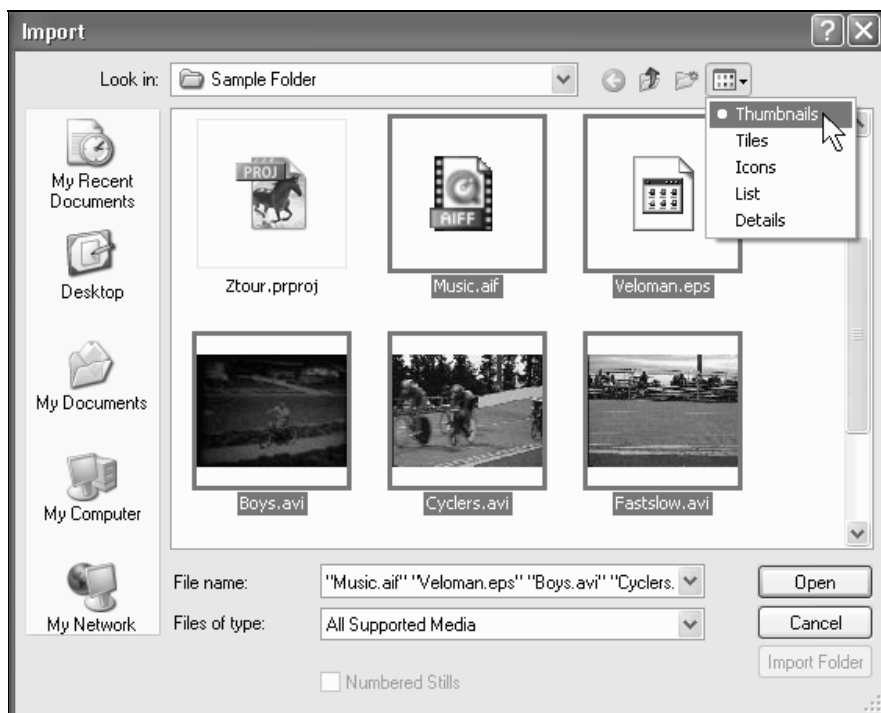 Import
Look in: Sample Folder
Thumbnails
Tiles
Icons
List
Details
My Recent
Documents
Desktop
My Documents
My Computer
My Network
PROJ
Ztour.prproj
AIFF
Music.aif
Veloman.eps
Boys.avi
Cyclers.avi
Fastslow.avi
File name: "Music.aif" "Veloman.eps" "Boys.avi" "Cyclers.
Open
Files of type: All Supported Media
Cancel
Import Folder
Numbered Stills